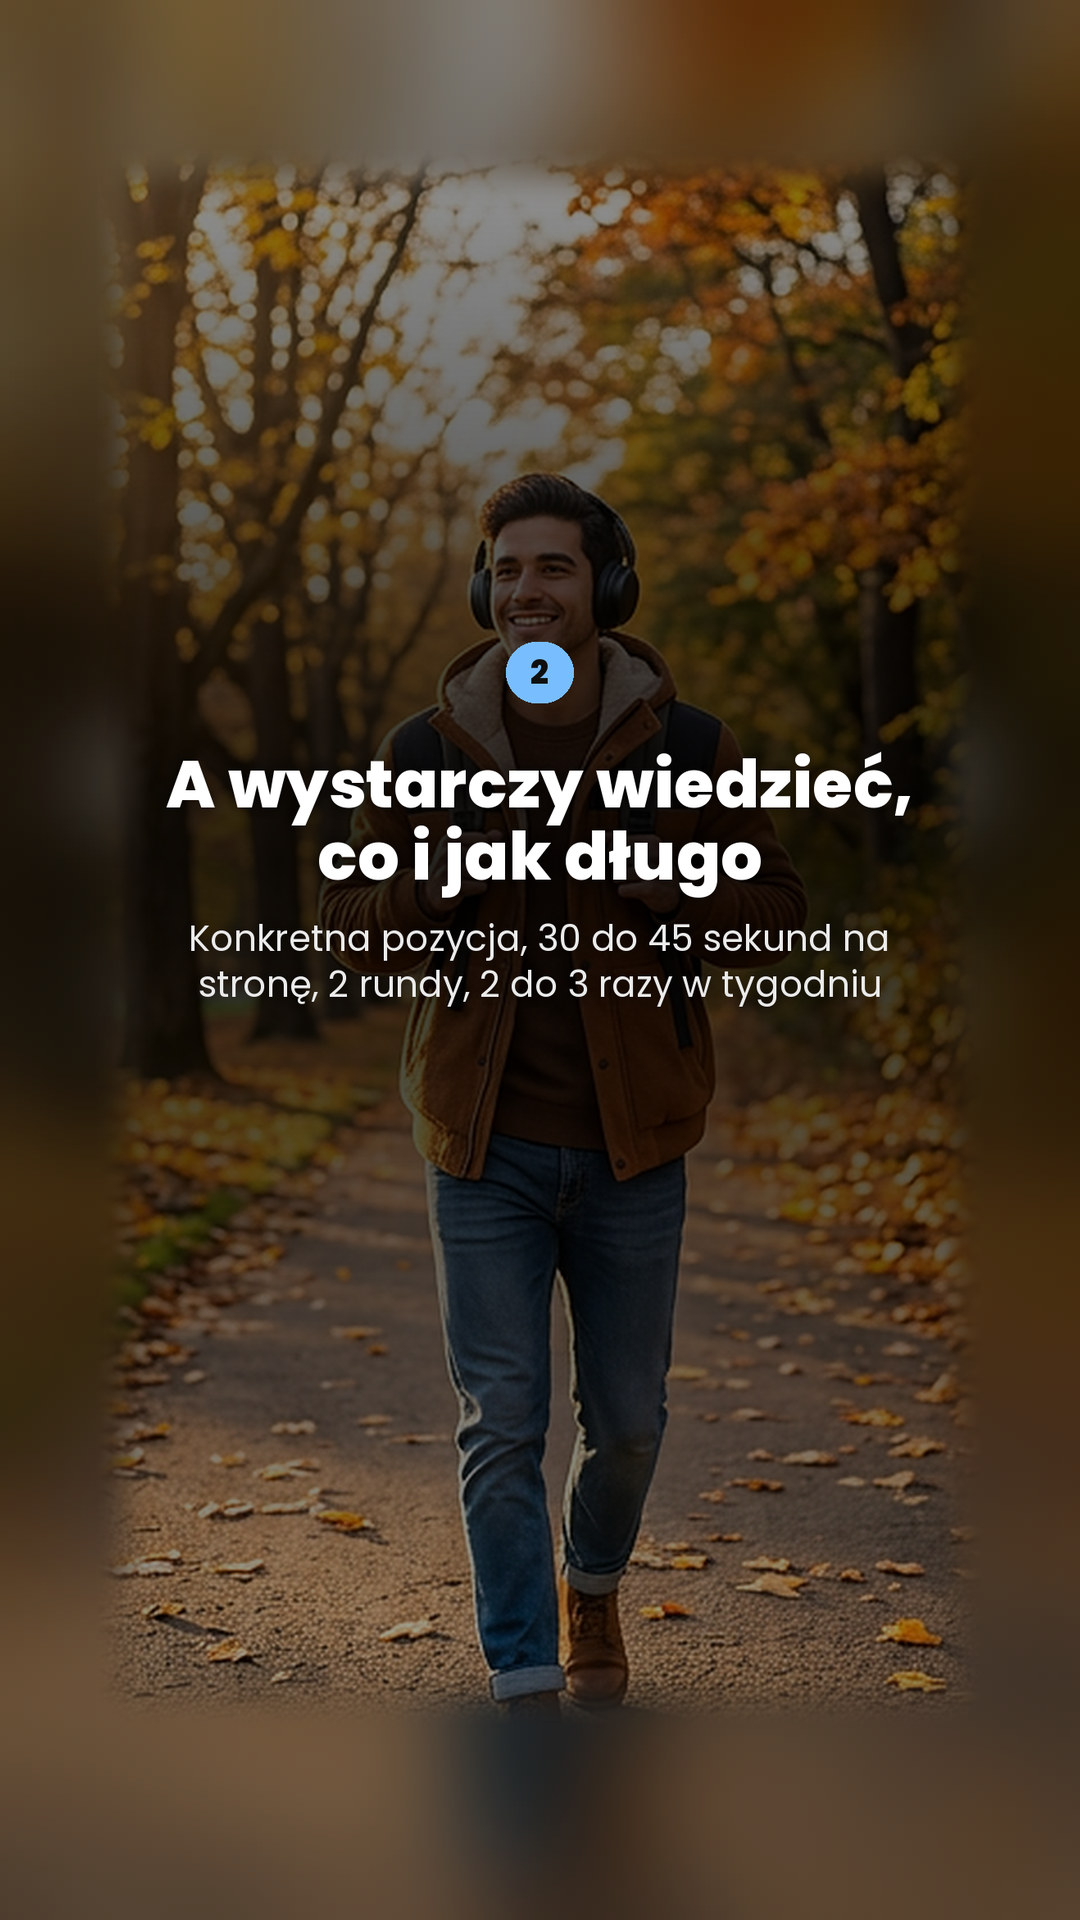 2
A wystarczy wiedzieć,
co i jak długo
Konkretna pozycja, 30 do 45 sekund na
stronę, 2 rundy, 2 do 3 razy w tygodniu